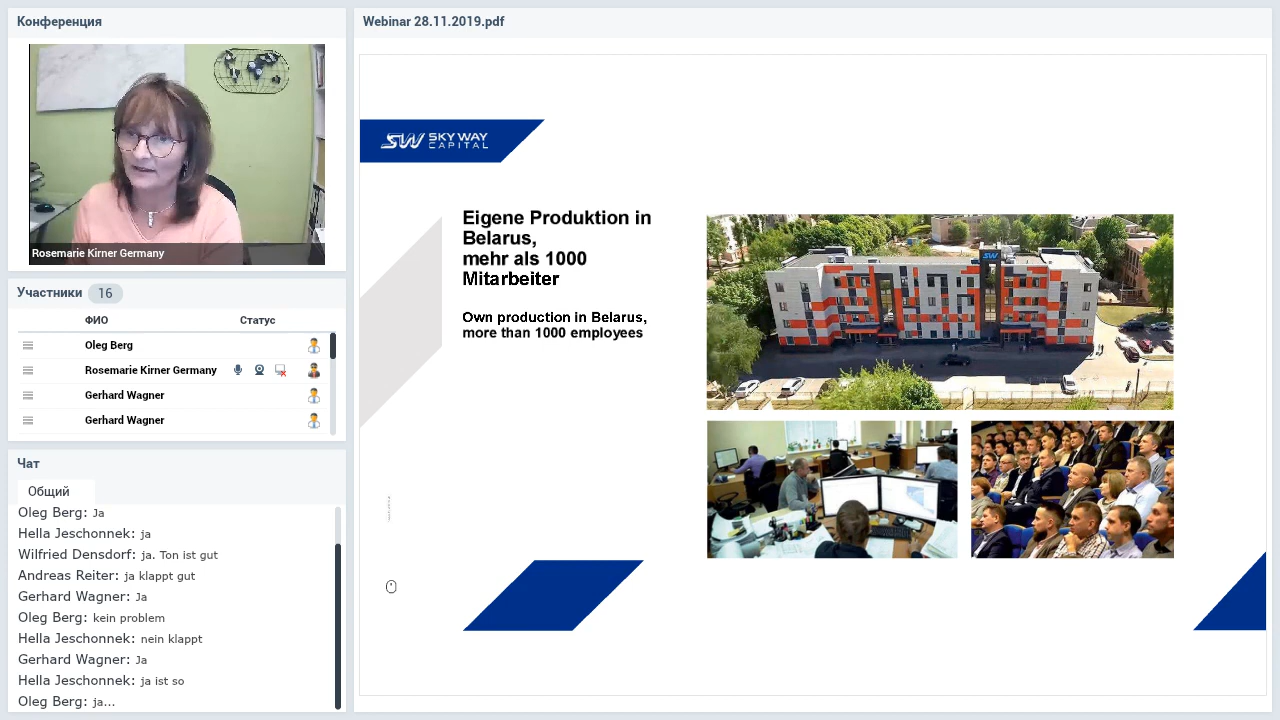 Конференция
Rosemarie Kirner Germany
Участники 16
ФИО Статус
Oleg Berg
Rosemarie Kirner Germany
Gerhard Wagner
Gerhard Wagner
Чат
Общий
Oleg Berg: Ja
Hella Jeschonnek: ja
Wilfried Densdorf: ja. Ton ist gut
Andreas Reiter: ja klappt gut
Gerhard Wagner: Ja
Oleg Berg: kein problem
Hella Jeschonnek: nein klappt
Gerhard Wagner: Ja
Hella Jeschonnek: ja ist so
Oleg Berg: ja...
Webinar 28.11.2019.pdf
SW SKY WAY
CAPITAL
Eigene Produktion in
Belarus,
mehr als 1000
Mitarbeiter
Own production in Belarus,
more than 1000 employees
SW